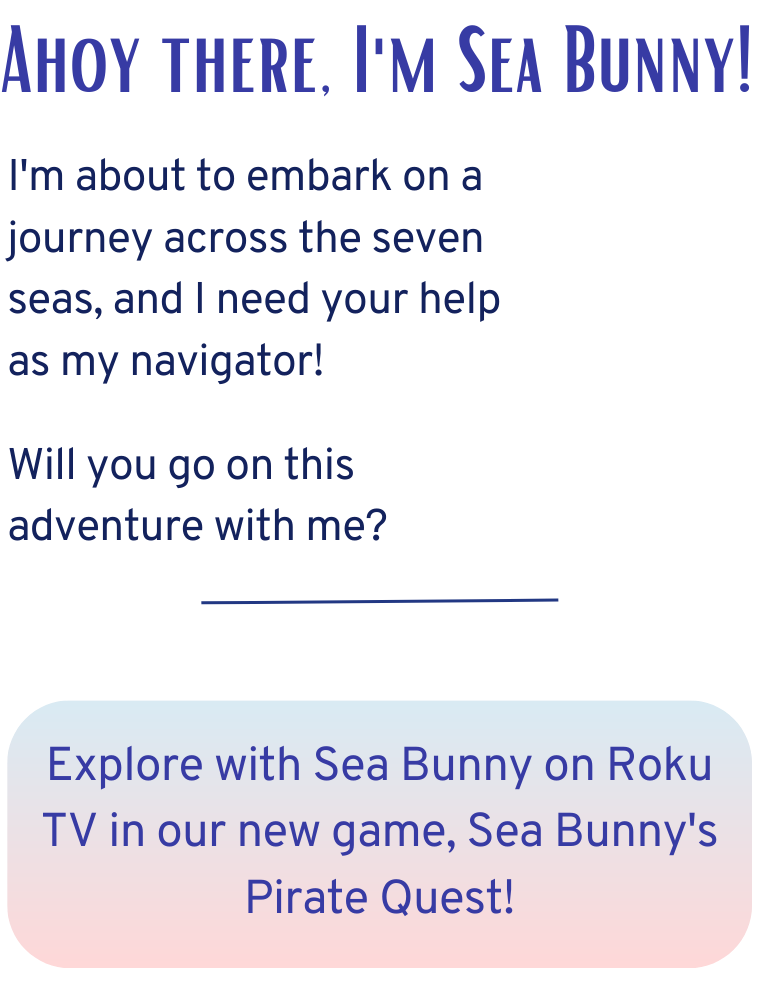 Ahoy there, I'm Sea Bunny!
I'm about to embark on a
journey across the seven
seas, and I need your help
as my navigator!
Will you go on this
adventure with me?
Explore with Sea Bunny on Roku
TV in our new game, Sea Bunny's
Pirate Quest!